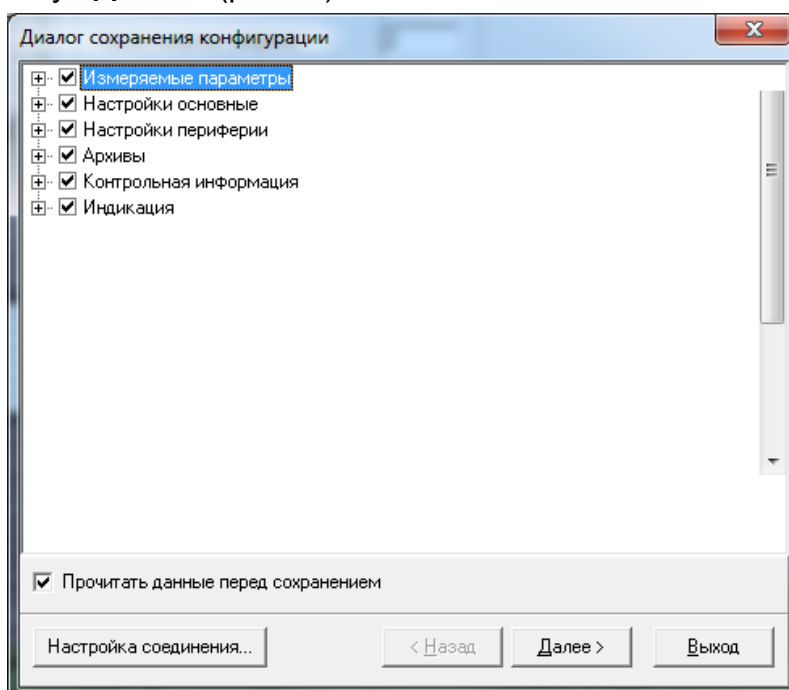 Диалог сохранения конфигурации
Измеряемые параметры
Настройки основные
Настройки периферии
Архивы
Контрольная информация
Индикация
Прочитать данные перед сохранением
Настройка соединения... < Назад Далее > Выход